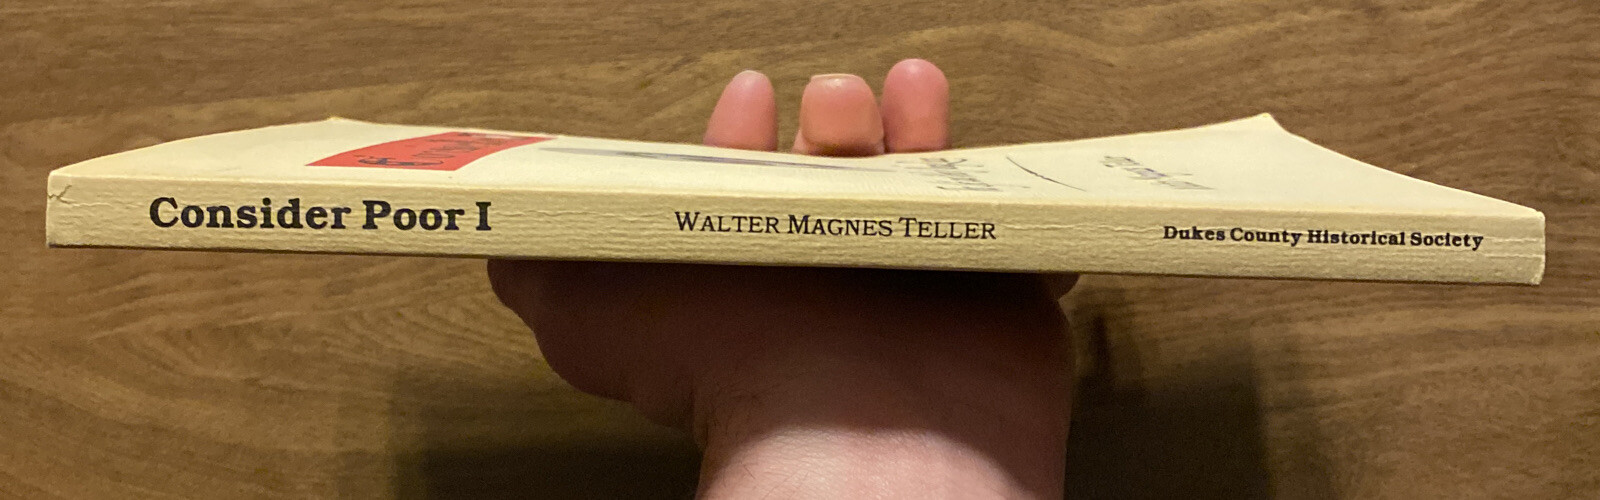 Consider Poor I
WALTER MAGNES TELLER
Dukes County Historical Society